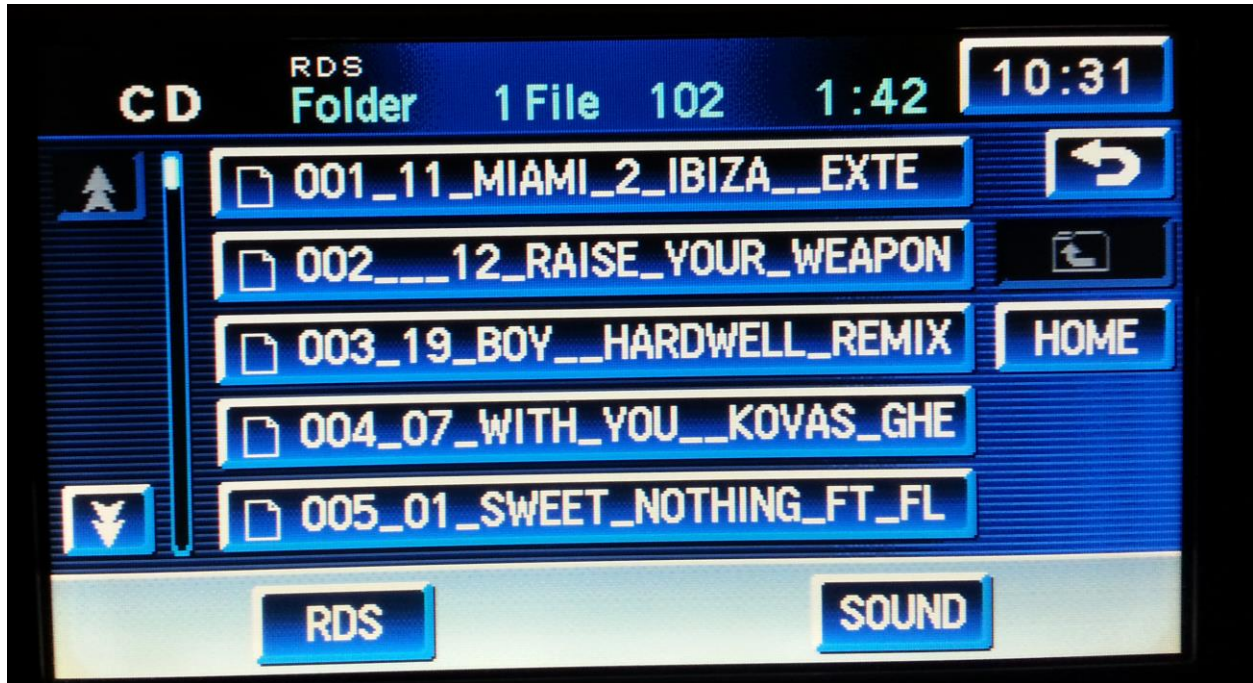 RDS
CD Folder 1 File 102 1:42 10:31
001_11_MIAMI_2_IBIZA__EXTE
002___12_RAISE_YOUR_WEAPON
003_19_BOY__HARDWELL_REMIX HOME
004_07_WITH_YOU__KOVAS_GHE
005_01_SWEET_NOTHING_FT_FL
RDS SOUND